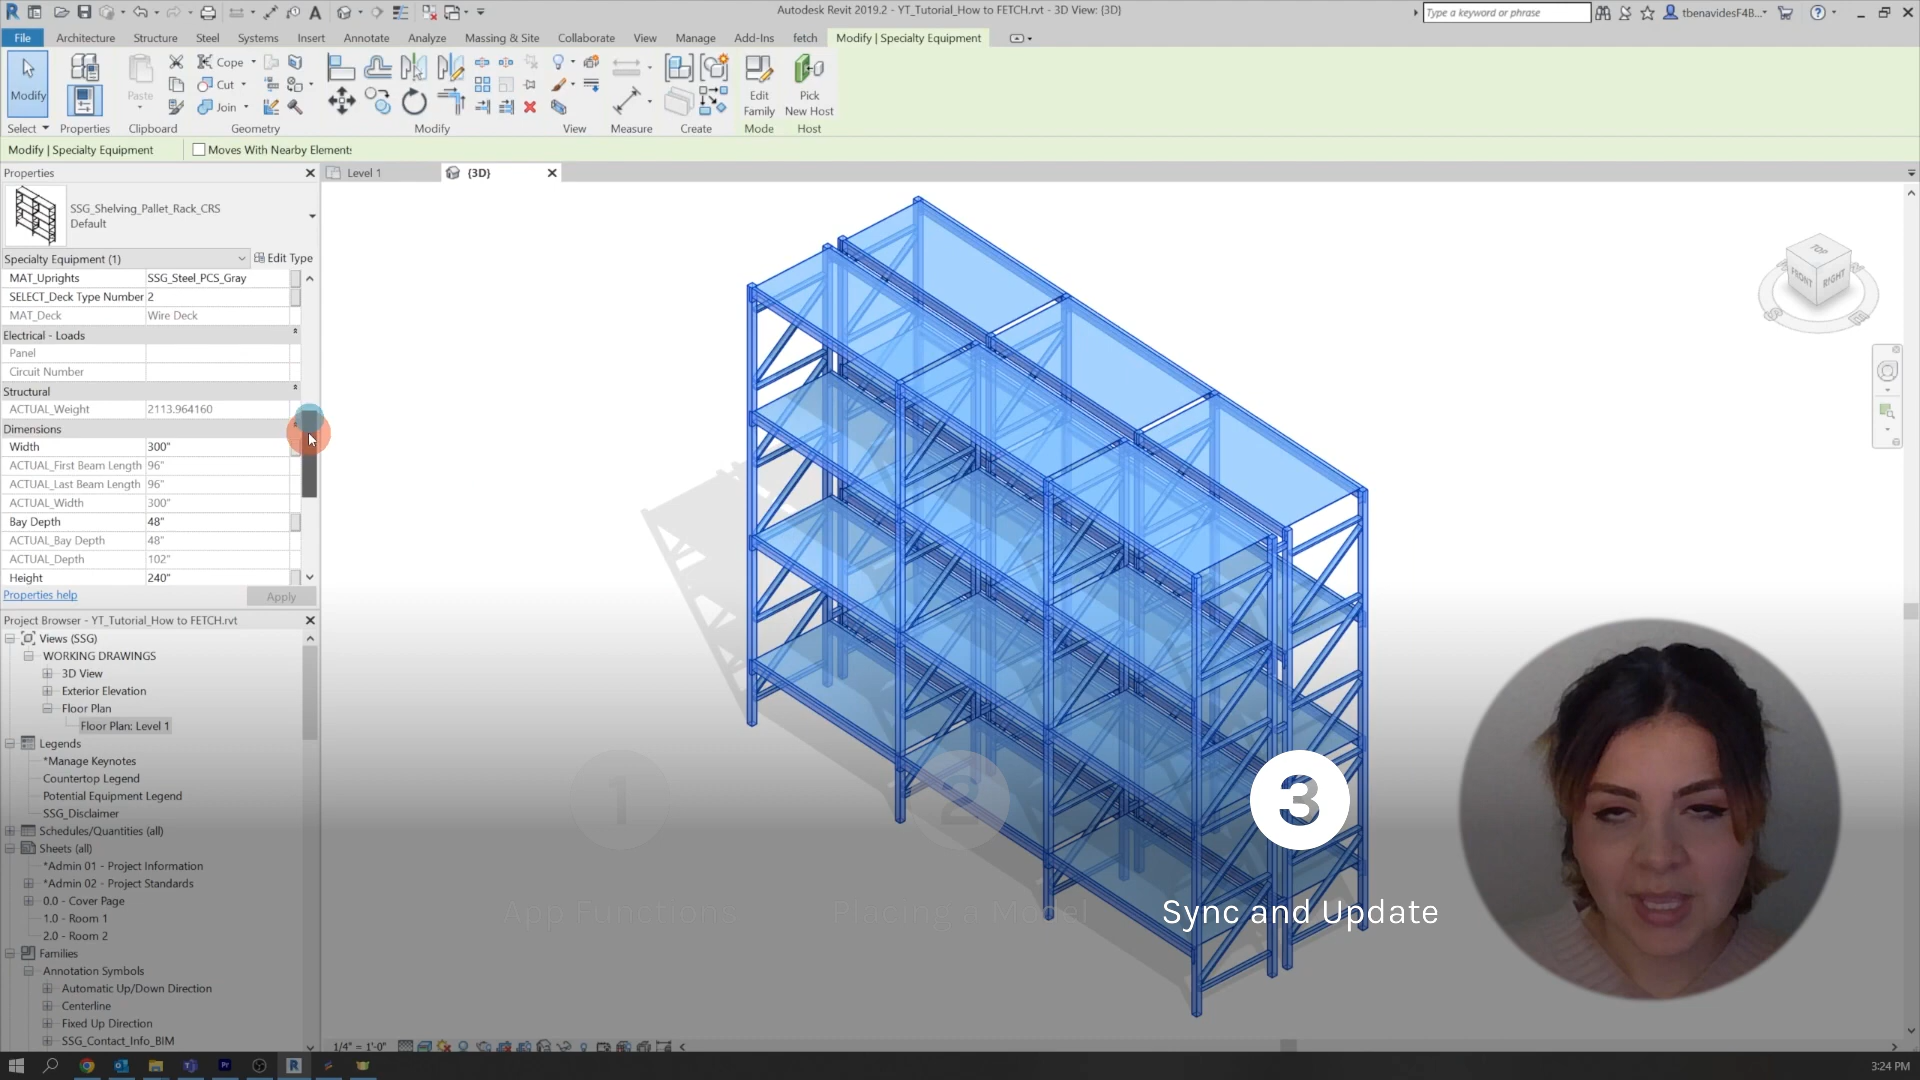 Autodesk Revit 2019.2 - YT_Tutorial_How to FETCH.rvt - 3D View: {3D}
Type a keyword or phrase
tbenavidesF4B...
File Architecture Structure Steel Systems Insert Annotate Analyze Massing & Site Collaborate View Manage Add-Ins fetch Modify | Specialty Equipment
Modify
Paste
Cope
Cut
Join
Edit
Family
Pick
New Host
Select Properties Clipboard Geometry Modify View Measure Create Mode Host
Modify | Specialty Equipment
Moves With Nearby Elements
Properties
Level 1
{3D}
SSG_Shelving_Pallet_Rack_CRS
Default
Specialty Equipment (1)
Edit Type
MAT_Uprights SSG_Steel_PCS_Gray
SELECT_Deck Type Number 2
MAT_Deck Wire Deck
Electrical - Loads
Panel
Circuit Number
Structural
ACTUAL_Weight 2113.964160
Dimensions
Width 300"
ACTUAL_First Beam Length 96"
ACTUAL_Last Beam Length 96"
ACTUAL_Width 300"
Bay Depth 48"
ACTUAL_Bay Depth 48"
ACTUAL_Depth 102"
Height 240"
Properties help
Apply
Project Browser - YT_Tutorial_How to FETCH.rvt
Views (SSG)
WORKING DRAWINGS
3D View
Exterior Elevation
Floor Plan
Floor Plan: Level 1
Legends
*Manage Keynotes
Countertop Legend
Potential Equipment Legend
SSG_Disclaimer
Schedules/Quantities (all)
Sheets (all)
*Admin 01 - Project Information
*Admin 02 - Project Standards
0.0 - Cover Page
1.0 - Room 1
2.0 - Room 2
Families
Annotation Symbols
Automatic Up/Down Direction
Centerline
Fixed Up Direction
SSG_Contact_Info_BIM
TOP
FRONT
RIGHT
1
2
3
App Functions
Placing a Model
Sync and Update
1/4" = 1'-0"
3:24 PM